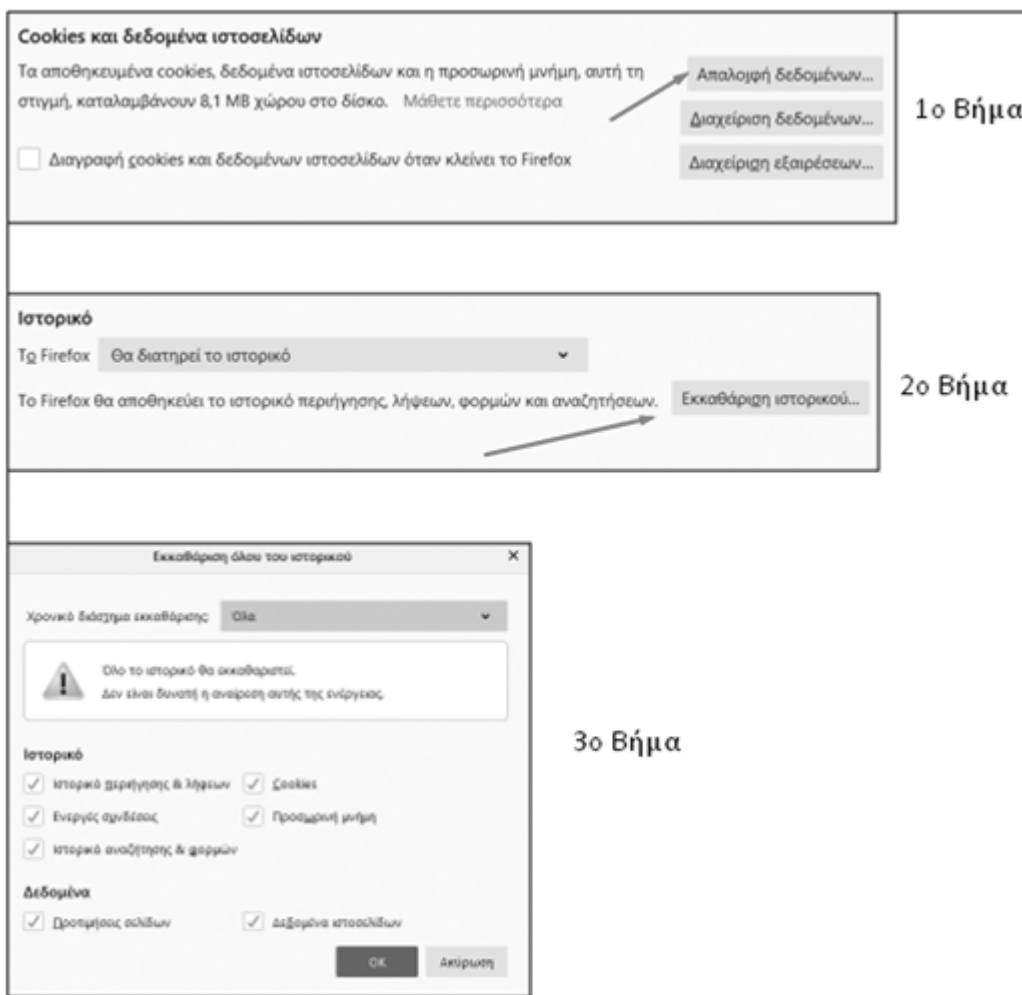 Cookies και δεδομένα ιστοσελίδων
Τα αποθηκευμένα cookies, δεδομένα ιστοσελίδων και η προσωρινή μνήμη, αυτή τη
στιγμή, καταλαμβάνουν 8,1 MB χώρου στο δίσκο. Μάθετε περισσότερα
Απαλοιφή δεδομένων...
Διαχείριση δεδομένων...
Διαγραφή cookies και δεδομένων ιστοσελίδων όταν κλείνει το Firefox
Διαχείριση εξαιρέσεων...
1ο Βήμα
Ιστορικό
Το Firefox Θα διατηρεί το ιστορικό
Το Firefox θα αποθηκεύει το ιστορικό περιήγησης, λήψεων, φορμών και αναζητήσεων. Εκκαθάριση ιστορικού...
2ο Βήμα
Εκκαθάριση όλου του ιστορικού
Χρονικό διάστημα εκκαθάρισης: Όλα
Όλο το ιστορικό θα εκκαθαριστεί.
Δεν είναι δυνατή η αναίρεση αυτής της ενέργειας.
3ο Βήμα
Ιστορικό
Ιστορικό περιήγησης & λήψεων Cookies
Ενεργές συνδέσεις Προσωρινή μνήμη
Ιστορικό αναζήτησης & φορμών
Δεδομένα
Προτιμήσεις σελίδων Δεδομένα ιστοσελίδων
OK Ακύρωση